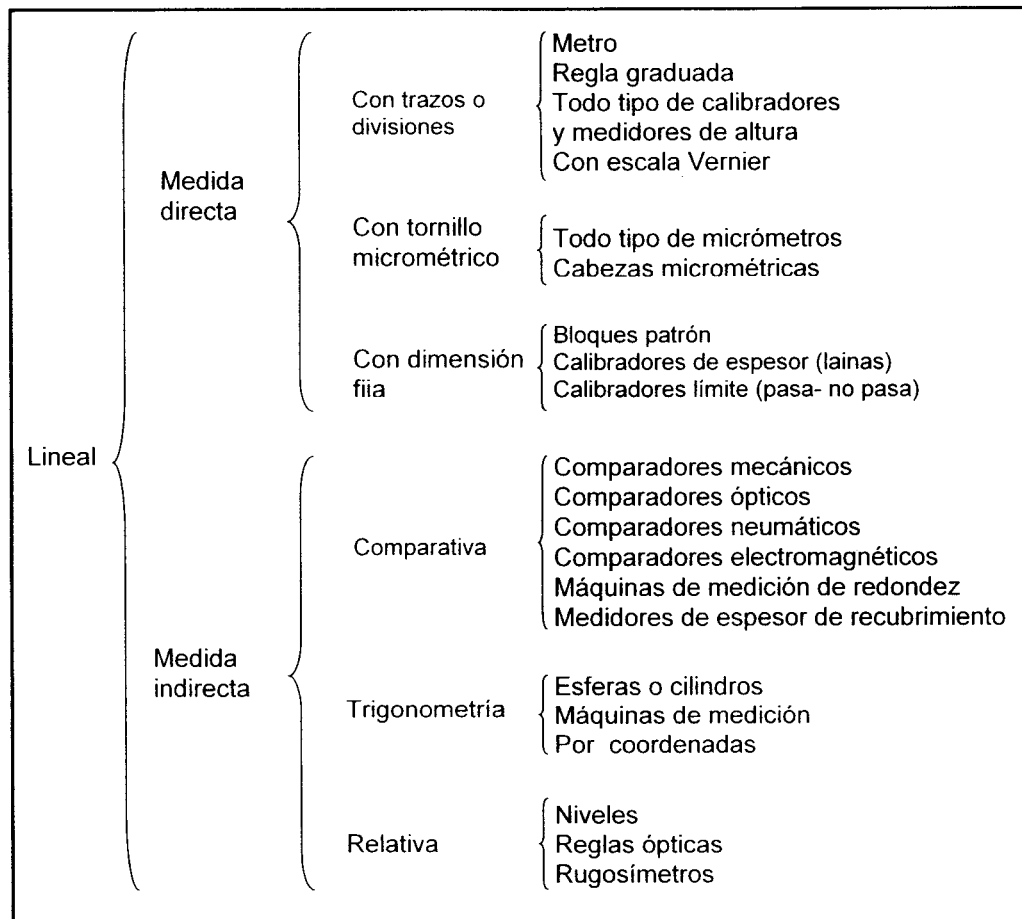 Lineal
Medida
directa
Con trazos o
divisiones
Metro
Regla graduada
Todo tipo de calibradores
y medidores de altura
Con escala Vernier
Con tornillo
micrométrico
Todo tipo de micrómetros
Cabezas micrométricas
Con dimensión
fiia
Bloques patrón
Calibradores de espesor (lainas)
Calibradores límite (pasa- no pasa)
Medida
indirecta
Comparativa
Comparadores mecánicos
Comparadores ópticos
Comparadores neumáticos
Comparadores electromagnéticos
Máquinas de medición de redondez
Medidores de espesor de recubrimiento
Trigonometría
Esferas o cilindros
Máquinas de medición
Por coordenadas
Relativa
Niveles
Reglas ópticas
Rugosímetros